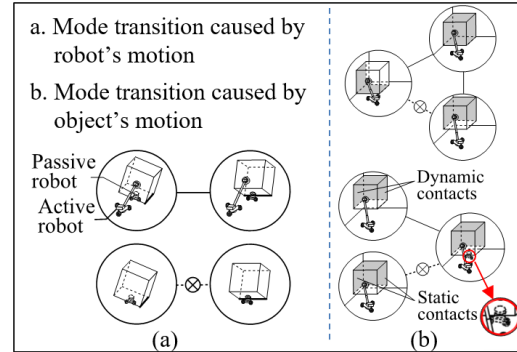 a. Mode transition caused by
robot's motion
b. Mode transition caused by
object's motion
Passive
robot
Active
robot
(a)
Dynamic
contacts
Static
contacts
(b)